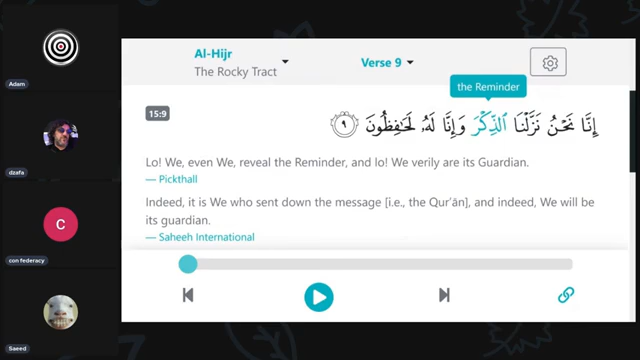 Al-Hijr
The Rocky Tract
Verse 9
the Reminder
15:9
إِنَّا نَحْنُ نَزَّلْنَا ٱلذِّكْرَ وَإِنَّا لَهُۥ لَحَـٰفِظُونَ ٩
Lo! We, even We, reveal the Reminder, and lo! We verily are its Guardian.
— Pickthall
Indeed, it is We who sent down the message [i.e., the Qur'ān], and indeed, We will be
its guardian.
— Saheeh International
Adam
dzafa
C
con federacy
Saeed